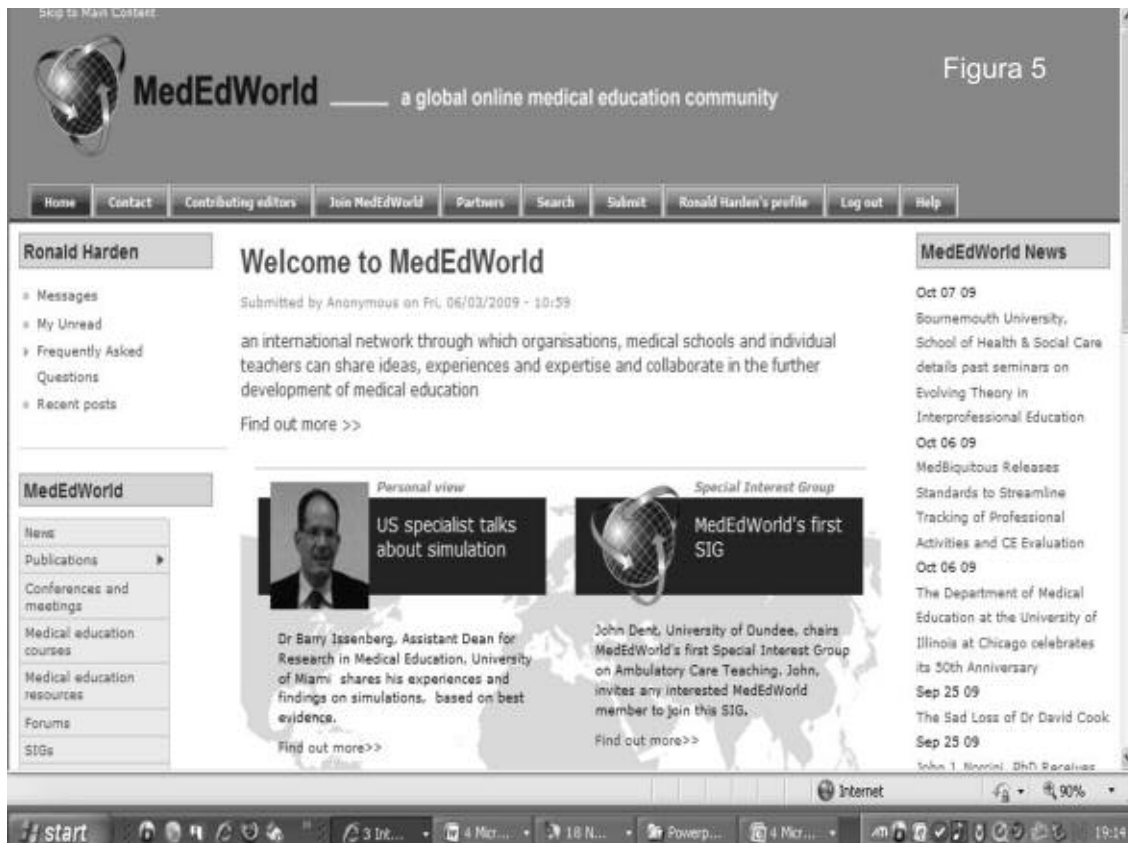 Skip to Main Content
MedEdWorld
a global online medical education community
Figura 5
Home
Contact
Contributing editors
Join MedEdWorld
Partners
Search
Submit
Ronald Harden's profile
Log out
Help
Ronald Harden
Messages
My Unread
Frequently Asked
Questions
Recent posts
MedEdWorld
News
Publications
Conferences and
meetings
Medical education
courses
Medical education
resources
Forums
SIGs
Welcome to MedEdWorld
Submitted by Anonymous on Fri, 06/03/2009 - 10:59
an international network through which organisations, medical schools and individual
teachers can share ideas, experiences and expertise and collaborate in the further
development of medical education
Find out more >>
Personal view
US specialist talks
about simulation
Dr Barry Issenberg, Assistant Dean for
Research in Medical Education, University
of Miami shares his experiences and
findings on simulations, based on best
evidence.
Find out more>>
Special Interest Group
MedEdWorld's first
SIG
John Dent, University of Dundee, chairs
MedEdWorld's first Special Interest Group
on Ambulatory Care Teaching. John,
invites any interested MedEdWorld
member to join this SIG.
Find out more>>
MedEdWorld News
Oct 07 09
Bournemouth University,
School of Health & Social Care
details past seminars on
Evolving Theory in
Interprofessional Education
Oct 06 09
MedBiquitous Releases
Standards to Streamline
Tracking of Professional
Activities and CE Evaluation
Oct 06 09
The Department of Medical
Education at the University of
Illinois at Chicago celebrates
its 50th Anniversary
Sep 25 09
The Sad Loss of Dr David Cook
Sep 25 09
John J. Norcini, PhD Receives
Internet
90%
start
3 Int...
4 Micr...
18 N...
Powerp...
4 Micr...
19:14